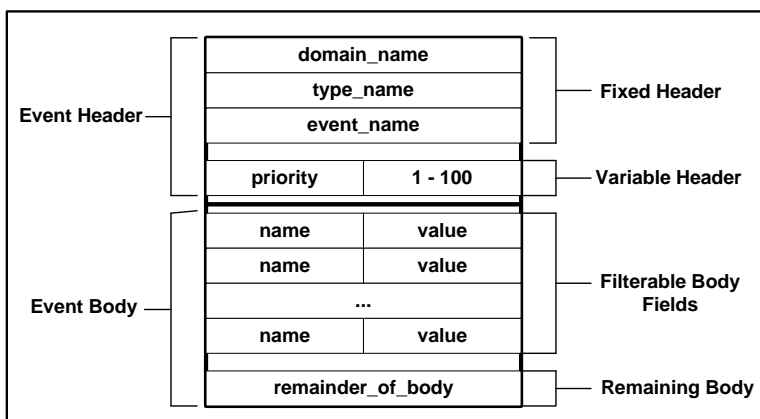 domain_name
type_name
Event Header
Fixed Header
event_name
priority 1 - 100
Variable Header
name value
name value
Event Body
...
Filterable Body
Fields
name value
remainder_of_body
Remaining Body